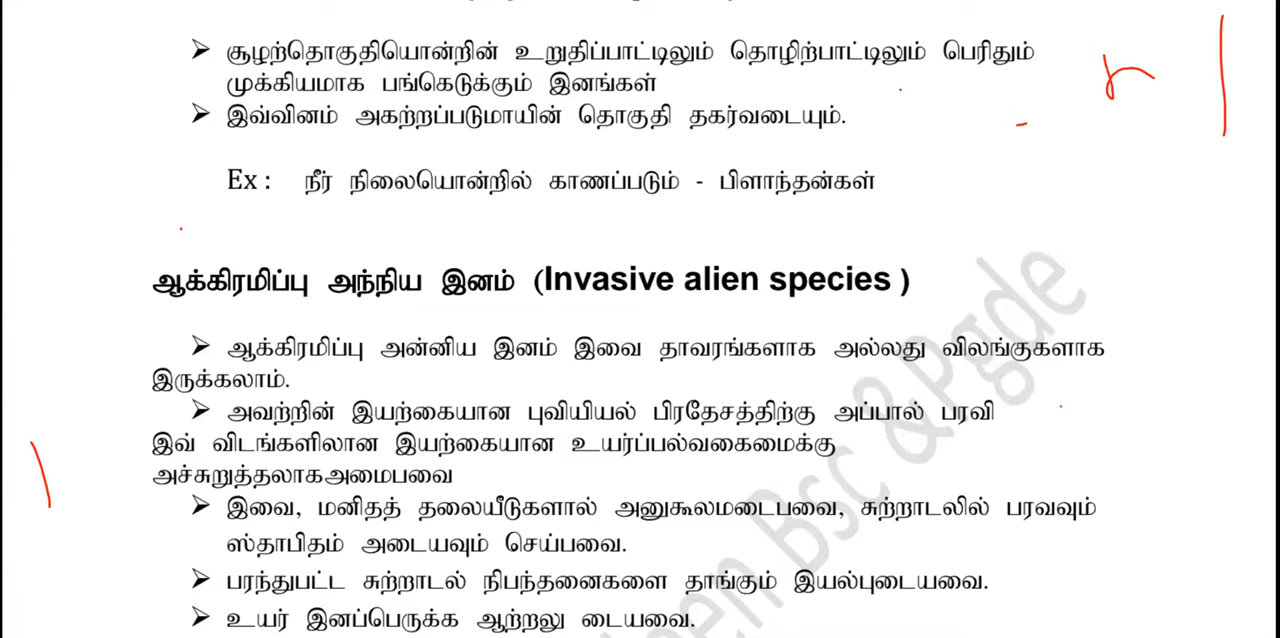 ➢ சூழற்தொகுதியொன்றின் உறுதிப்பாட்டிலும் தொழிற்பாட்டிலும் பெரிதும்
முக்கியமாக பங்கெடுக்கும் இனங்கள்
➢ இவ்வினம் அகற்றப்படுமாயின் தொகுதி தகர்வடையும்.
Ex : நீர் நிலையொன்றில் காணப்படும் - பிளாந்தன்கள்
ஆக்கிரமிப்பு அந்நிய இனம் (Invasive alien species )
➢ ஆக்கிரமிப்பு அன்னிய இனம் இவை தாவரங்களாக அல்லது விலங்குகளாக
இருக்கலாம்.
➢ அவற்றின் இயற்கையான புவியியல் பிரதேசத்திற்கு அப்பால் பரவி
இவ் விடங்களிலான இயற்கையான உயர்ப்பல்வகைமைக்கு
அச்சுறுத்தலாகஅமைபவை
➢ இவை, மனிதத் தலையீடுகளால் அனுகூலமடைபவை, சுற்றாடலில் பரவவும்
ஸ்தாபிதம் அடையவும் செய்பவை.
➢ பரந்துபட்ட சுற்றாடல் நிபந்தனைகளை தாங்கும் இயல்புடையவை.
➢ உயர் இனப்பெருக்க ஆற்றலு டையவை.
Bsc &Pgde